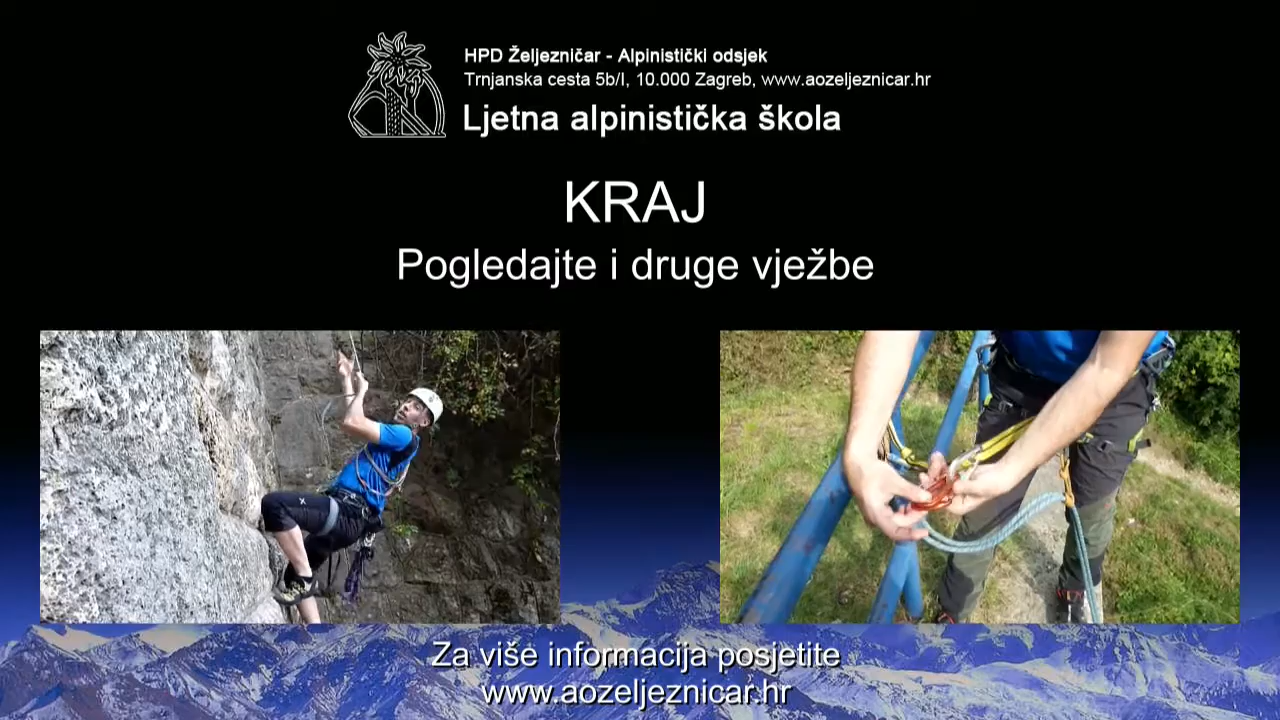 HPD Željezničar - Alpinistički odsjek
Trnjanska cesta 5b/I, 10.000 Zagreb, www.aozeljeznicar.hr
Ljetna alpinistička škola
KRAJ
Pogledajte i druge vježbe
Za više informacija posjetite
www.aozeljeznicar.hr